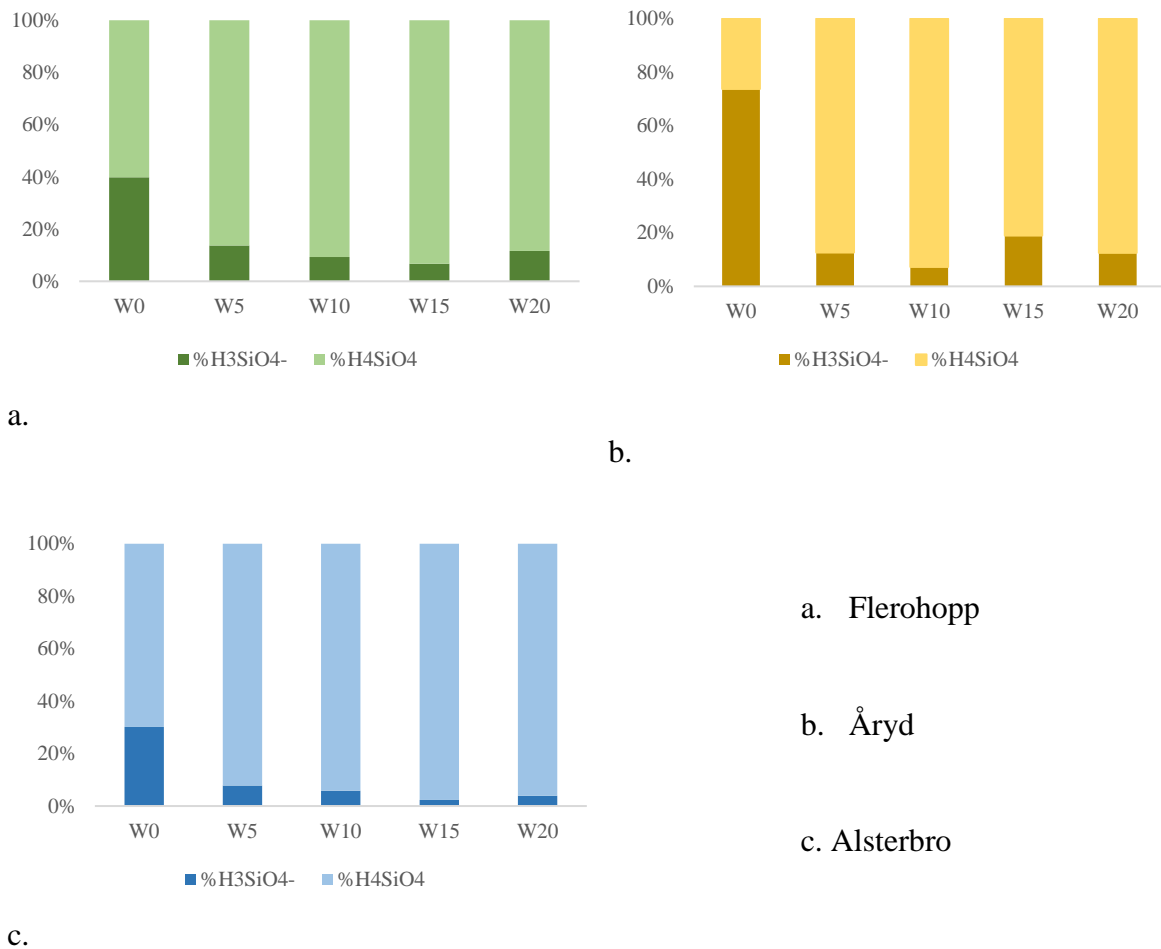 100%
80%
60%
40%
20%
0%
W0 W5 W10 W15 W20
%H3SiO4- %H4SiO4
a.
100%
80%
60%
40%
20%
0%
W0 W5 W10 W15 W20
%H3SiO4- %H4SiO4
b.
100%
80%
60%
40%
20%
0%
W0 W5 W10 W15 W20
%H3SiO4- %H4SiO4
c.
a. Flerohopp
b. Åryd
c. Alsterbro